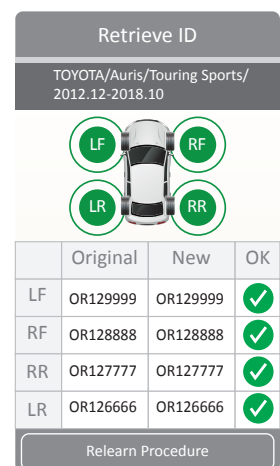 Retrieve ID
TOYOTA/Auris/Touring Sports/
2012.12-2018.10
LF RF
LR RR
Original New OK
LF OR129999 OR129999
RF OR128888 OR128888
RR OR127777 OR127777
LR OR126666 OR126666
Relearn Procedure